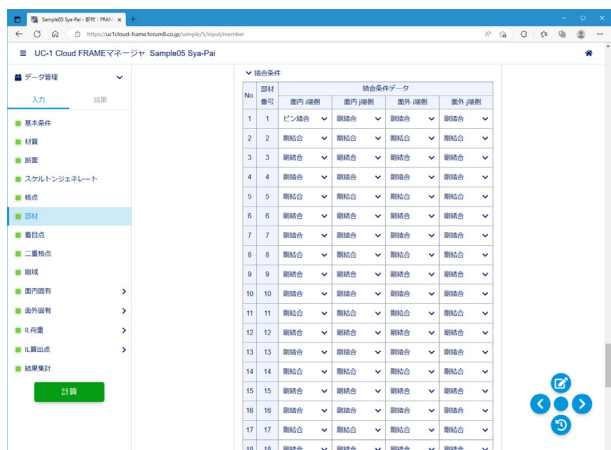 Sample05 Sya-Pai - 部材 | FRAM
https://uc1cloud-frame.forum8.co.jp/sample/5/input/member
UC-1 Cloud FRAMEマネージャ Sample05 Sya-Pai
データ管理
入力 結果
基本条件
材質
断面
スケルトンジェネレート
格点
部材
着目点
二重格点
剛域
面内固有
面外固有
IL荷重
IL算出点
結果集計
計算
結合条件
No. 部材番号 結合条件データ
面内 i端側 面内 j端側 面外 i端側 面外 j端側
1 1 ピン結合 剛結合 剛結合 剛結合
2 2 剛結合 剛結合 剛結合 剛結合
3 3 剛結合 剛結合 剛結合 剛結合
4 4 剛結合 剛結合 剛結合 剛結合
5 5 剛結合 剛結合 剛結合 剛結合
6 6 剛結合 剛結合 剛結合 剛結合
7 7 剛結合 剛結合 剛結合 剛結合
8 8 剛結合 剛結合 剛結合 剛結合
9 9 剛結合 剛結合 剛結合 剛結合
10 10 剛結合 剛結合 剛結合 剛結合
11 11 剛結合 剛結合 剛結合 剛結合
12 12 剛結合 剛結合 剛結合 剛結合
13 13 剛結合 剛結合 剛結合 剛結合
14 14 剛結合 剛結合 剛結合 剛結合
15 15 剛結合 剛結合 剛結合 剛結合
16 16 剛結合 剛結合 剛結合 剛結合
17 17 剛結合 剛結合 剛結合 剛結合
18 18 剛結合 剛結合 剛結合 剛結合